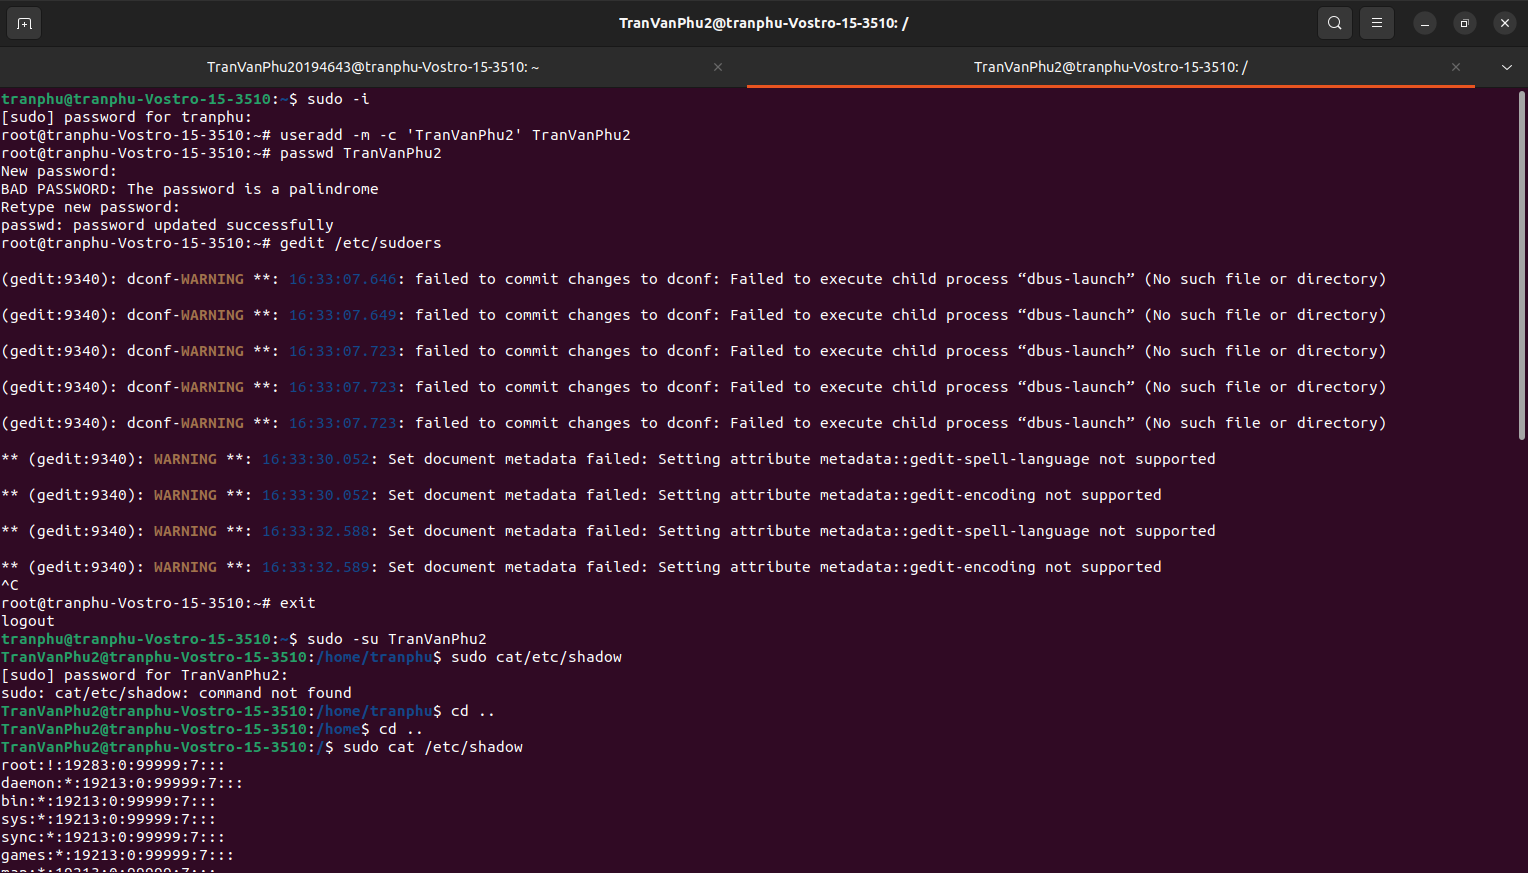 TranVanPhu2@tranphu-Vostro-15-3510: /
TranVanPhu20194643@tranphu-Vostro-15-3510: ~
TranVanPhu2@tranphu-Vostro-15-3510: /
tranphu@tranphu-Vostro-15-3510:~$ sudo -i
[sudo] password for tranphu:
root@tranphu-Vostro-15-3510:~# useradd -m -c 'TranVanPhu2' TranVanPhu2
root@tranphu-Vostro-15-3510:~# passwd TranVanPhu2
New password:
BAD PASSWORD: The password is a palindrome
Retype new password:
passwd: password updated successfully
root@tranphu-Vostro-15-3510:~# gedit /etc/sudoers
(gedit:9340): dconf-WARNING **: 16:33:07.646: failed to commit changes to dconf: Failed to execute child process “dbus-launch” (No such file or directory)
(gedit:9340): dconf-WARNING **: 16:33:07.649: failed to commit changes to dconf: Failed to execute child process “dbus-launch” (No such file or directory)
(gedit:9340): dconf-WARNING **: 16:33:07.723: failed to commit changes to dconf: Failed to execute child process “dbus-launch” (No such file or directory)
(gedit:9340): dconf-WARNING **: 16:33:07.723: failed to commit changes to dconf: Failed to execute child process “dbus-launch” (No such file or directory)
(gedit:9340): dconf-WARNING **: 16:33:07.723: failed to commit changes to dconf: Failed to execute child process “dbus-launch” (No such file or directory)
** (gedit:9340): WARNING **: 16:33:30.052: Set document metadata failed: Setting attribute metadata::gedit-spell-language not supported
** (gedit:9340): WARNING **: 16:33:30.052: Set document metadata failed: Setting attribute metadata::gedit-encoding not supported
** (gedit:9340): WARNING **: 16:33:32.588: Set document metadata failed: Setting attribute metadata::gedit-spell-language not supported
** (gedit:9340): WARNING **: 16:33:32.589: Set document metadata failed: Setting attribute metadata::gedit-encoding not supported
^C
root@tranphu-Vostro-15-3510:~# exit
logout
tranphu@tranphu-Vostro-15-3510:~$ sudo -su TranVanPhu2
TranVanPhu2@tranphu-Vostro-15-3510:/home/tranphu$ sudo cat/etc/shadow
[sudo] password for TranVanPhu2:
sudo: cat/etc/shadow: command not found
TranVanPhu2@tranphu-Vostro-15-3510:/home/tranphu$ cd ..
TranVanPhu2@tranphu-Vostro-15-3510:/home$ cd ..
TranVanPhu2@tranphu-Vostro-15-3510:/$ sudo cat /etc/shadow
root:!:19283:0:99999:7:::
daemon:*:19213:0:99999:7:::
bin:*:19213:0:99999:7:::
sys:*:19213:0:99999:7:::
sync:*:19213:0:99999:7:::
games:*:19213:0:99999:7:::
man:*:19213:0:99999:7:::